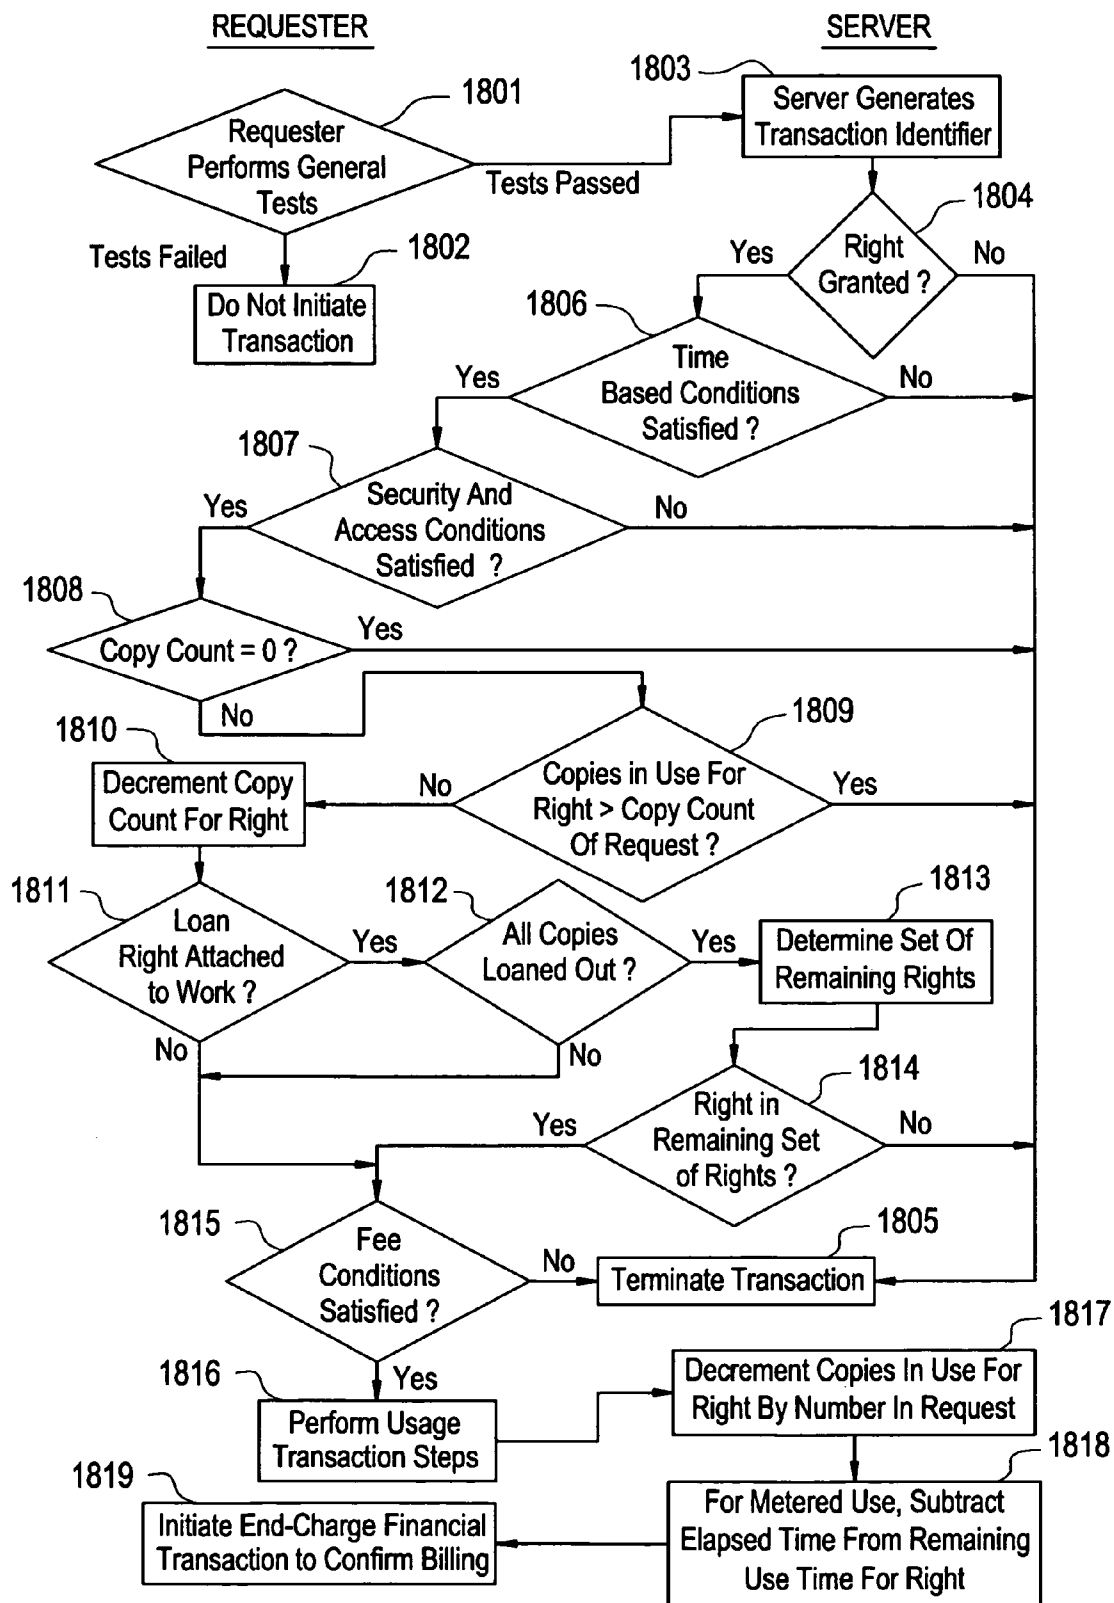 REQUESTER
SERVER
1801
1803
Requester
Performs General
Tests
Server Generates
Transaction Identifier
Tests Passed
Tests Failed
1802
Do Not Initiate
Transaction
1804
Right
Granted ?
Yes
No
1806
Time
Based Conditions
Satisfied ?
Yes
No
1807
Security And
Access Conditions
Satisfied ?
Yes
No
1808
Copy Count = 0 ?
Yes
No
1809
Copies in Use For
Right > Copy Count
Of Request ?
No
Yes
1810
Decrement Copy
Count For Right
1811
Loan
Right Attached
to Work ?
Yes
No
1812
All Copies
Loaned Out ?
Yes
No
1813
Determine Set Of
Remaining Rights
1814
Right in
Remaining Set
of Rights ?
Yes
No
1815
Fee
Conditions
Satisfied ?
No
Yes
1805
Terminate Transaction
1816
Perform Usage
Transaction Steps
1817
Decrement Copies In Use For
Right By Number In Request
1818
For Metered Use, Subtract
Elapsed Time From Remaining
Use Time For Right
1819
Initiate End-Charge Financial
Transaction to Confirm Billing